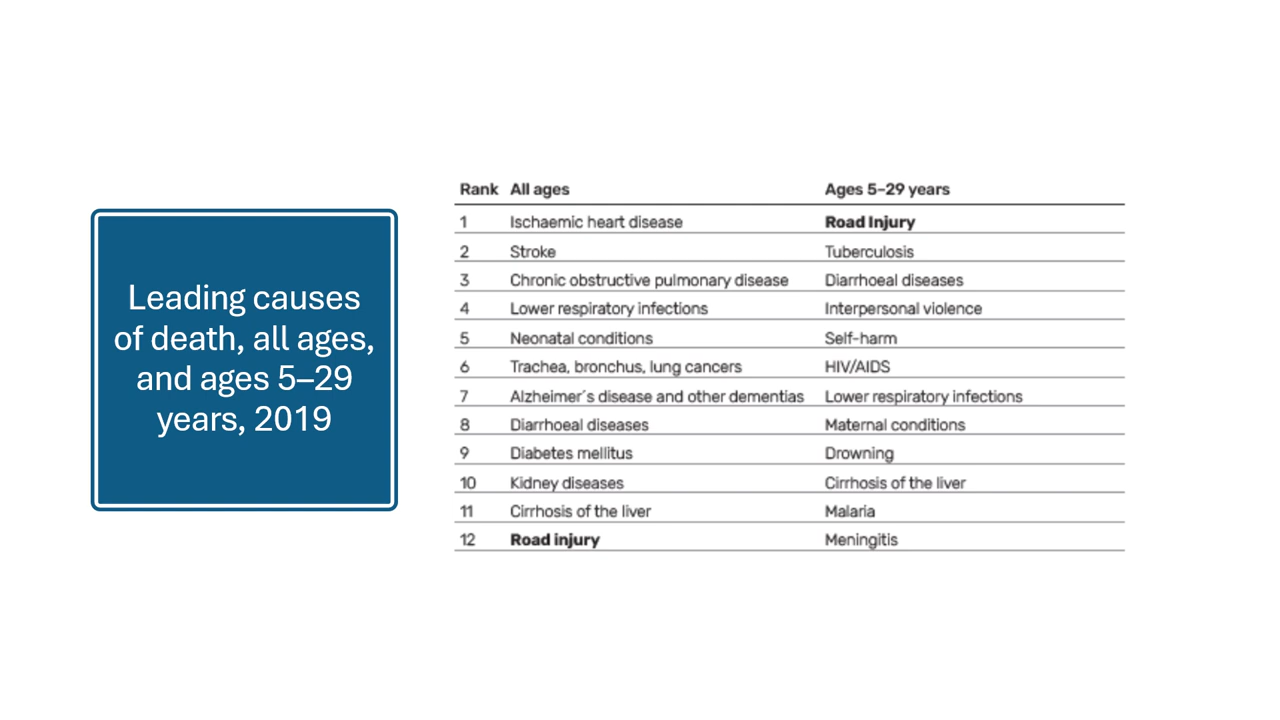 Leading causes
of death, all ages,
and ages 5–29
years, 2019
Rank All ages Ages 5–29 years
1 Ischaemic heart disease Road Injury
2 Stroke Tuberculosis
3 Chronic obstructive pulmonary disease Diarrhoeal diseases
4 Lower respiratory infections Interpersonal violence
5 Neonatal conditions Self-harm
6 Trachea, bronchus, lung cancers HIV/AIDS
7 Alzheimer´s disease and other dementias Lower respiratory infections
8 Diarrhoeal diseases Maternal conditions
9 Diabetes mellitus Drowning
10 Kidney diseases Cirrhosis of the liver
11 Cirrhosis of the liver Malaria
12 Road injury Meningitis